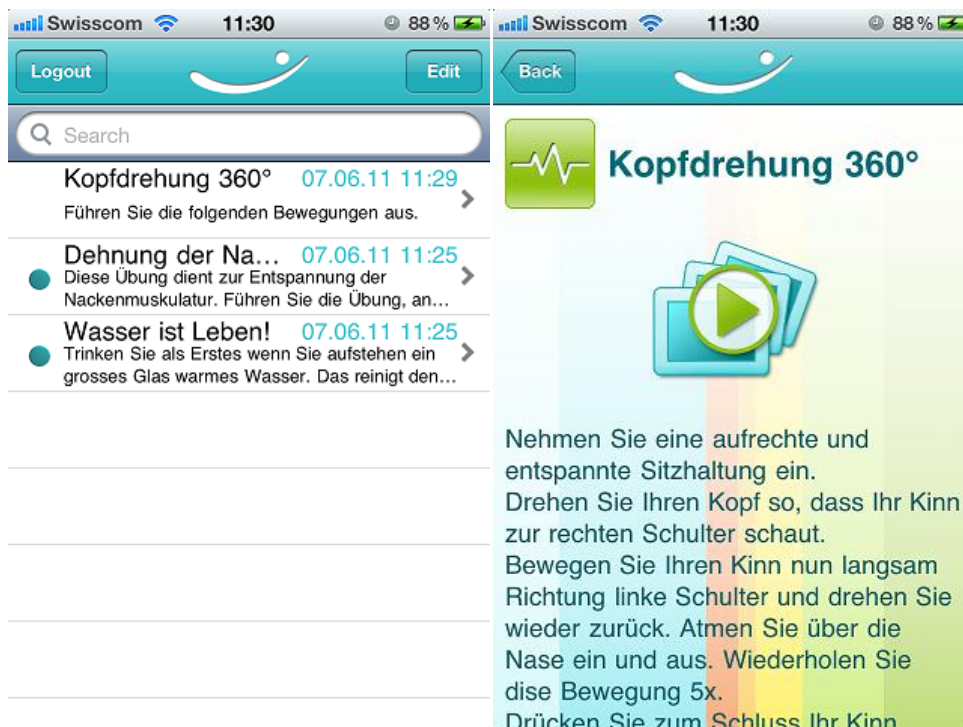 Swisscom 11:30 88 %
Logout Edit
Search
Kopfdrehung 360° 07.06.11 11:29
Führen Sie die folgenden Bewegungen aus.
Dehnung der Na... 07.06.11 11:25
Diese Übung dient zur Entspannung der
Nackenmuskulatur. Führen Sie die Übung, an...
Wasser ist Leben! 07.06.11 11:25
Trinken Sie als Erstes wenn Sie aufstehen ein
grosses Glas warmes Wasser. Das reinigt den...
Swisscom 11:30 88 %
Back
Kopfdrehung 360°
Nehmen Sie eine aufrechte und
entspannte Sitzhaltung ein.
Drehen Sie Ihren Kopf so, dass Ihr Kinn
zur rechten Schulter schaut.
Bewegen Sie Ihren Kinn nun langsam
Richtung linke Schulter und drehen Sie
wieder zurück. Atmen Sie über die
Nase ein und aus. Wiederholen Sie
dise Bewegung 5x.
Drücken Sie zum Schluss Ihr Kinn